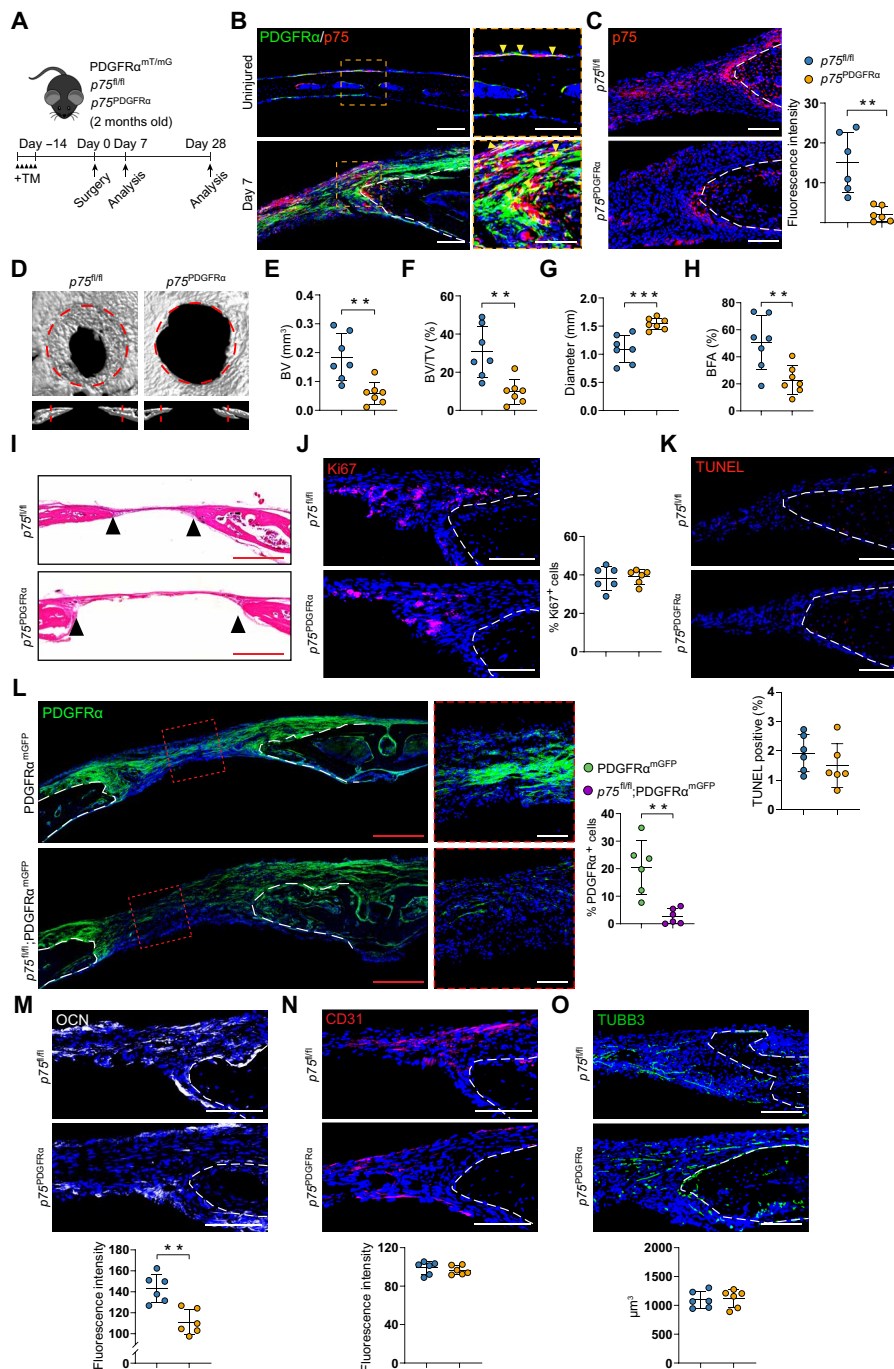 A
PDGFRα^mT/mG
p75^fl/fl
p75^PDGFRα
(2 months old)
Day −14 Day 0 Day 7 Day 28
+TM
Surgery
Analysis
Analysis
B
PDGFRα/p75
Uninjured
Day 7
C
p75
p75^fl/fl
p75^PDGFRα
p75^fl/fl
p75^PDGFRα
Fluorescence intensity
30
20
10
0
**
D
p75^fl/fl
p75^PDGFRα
E
BV (mm³)
0.4
0.3
0.2
0.1
0.0
**
F
BV/TV (%)
60
40
20
0
**
G
Diameter (mm)
2.0
1.5
1.0
0.5
0.0
***
H
BFA (%)
80
60
40
20
0
**
I
p75^fl/fl
p75^PDGFRα
J
Ki67
p75^fl/fl
p75^PDGFRα
% Ki67⁺ cells
80
60
40
20
0
K
TUNEL
p75^fl/fl
p75^PDGFRα
TUNEL positive (%)
4
3
2
1
0
L
PDGFRα
PDGFRα^mGFP
p75^fl/fl;PDGFRα^mGFP
PDGFRα^mGFP
p75^fl/fl;PDGFRα^mGFP
% PDGFRα⁺ cells
40
30
20
10
0
**
M
OCN
p75^fl/fl
p75^PDGFRα
Fluorescence intensity
180
160
140
120
100
0
**
N
CD31
p75^fl/fl
p75^PDGFRα
Fluorescence intensity
120
80
40
0
O
TUBB3
p75^fl/fl
p75^PDGFRα
µm³
2000
1500
1000
500
0